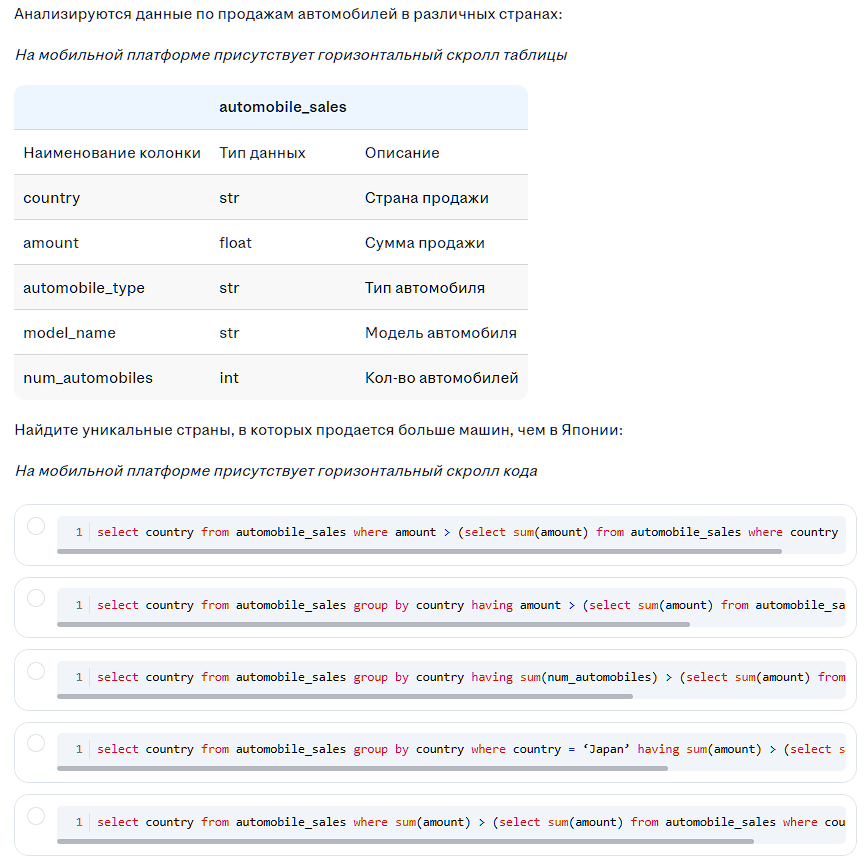 Анализируются данные по продажам автомобилей в различных странах:
На мобильной платформе присутствует горизонтальный скролл таблицы
automobile_sales
Наименование колонки Тип данных Описание
country str Страна продажи
amount float Сумма продажи
automobile_type str Тип автомобиля
model_name str Модель автомобиля
num_automobiles int Кол-во автомобилей
Найдите уникальные страны, в которых продается больше машин, чем в Японии:
На мобильной платформе присутствует горизонтальный скролл кода
1 select country from automobile_sales where amount > (select sum(amount) from automobile_sales where country
1 select country from automobile_sales group by country having amount > (select sum(amount) from automobile_sa
1 select country from automobile_sales group by country having sum(num_automobiles) > (select sum(amount) from
1 select country from automobile_sales group by country where country = ‘Japan’ having sum(amount) > (select s
1 select country from automobile_sales where sum(amount) > (select sum(amount) from automobile_sales where cou